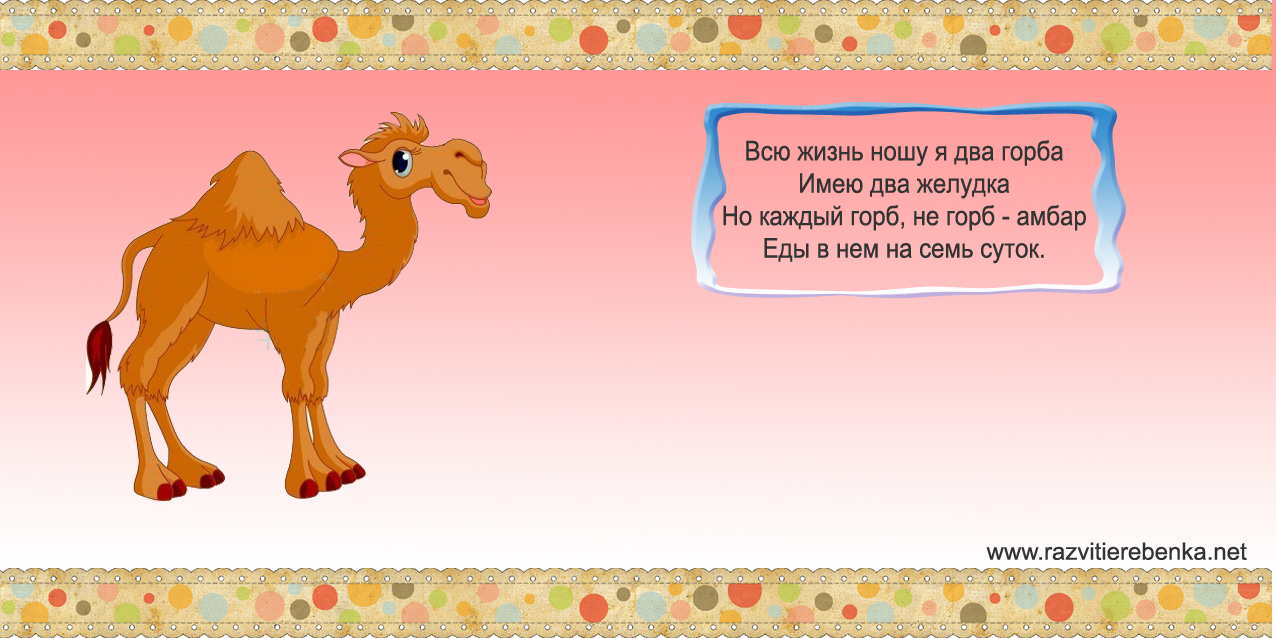 Всю жизнь ношу я два горба
Имею два желудка
Но каждый горб, не горб - амбар
Еды в нем на семь суток.
www.razvitierebenka.net